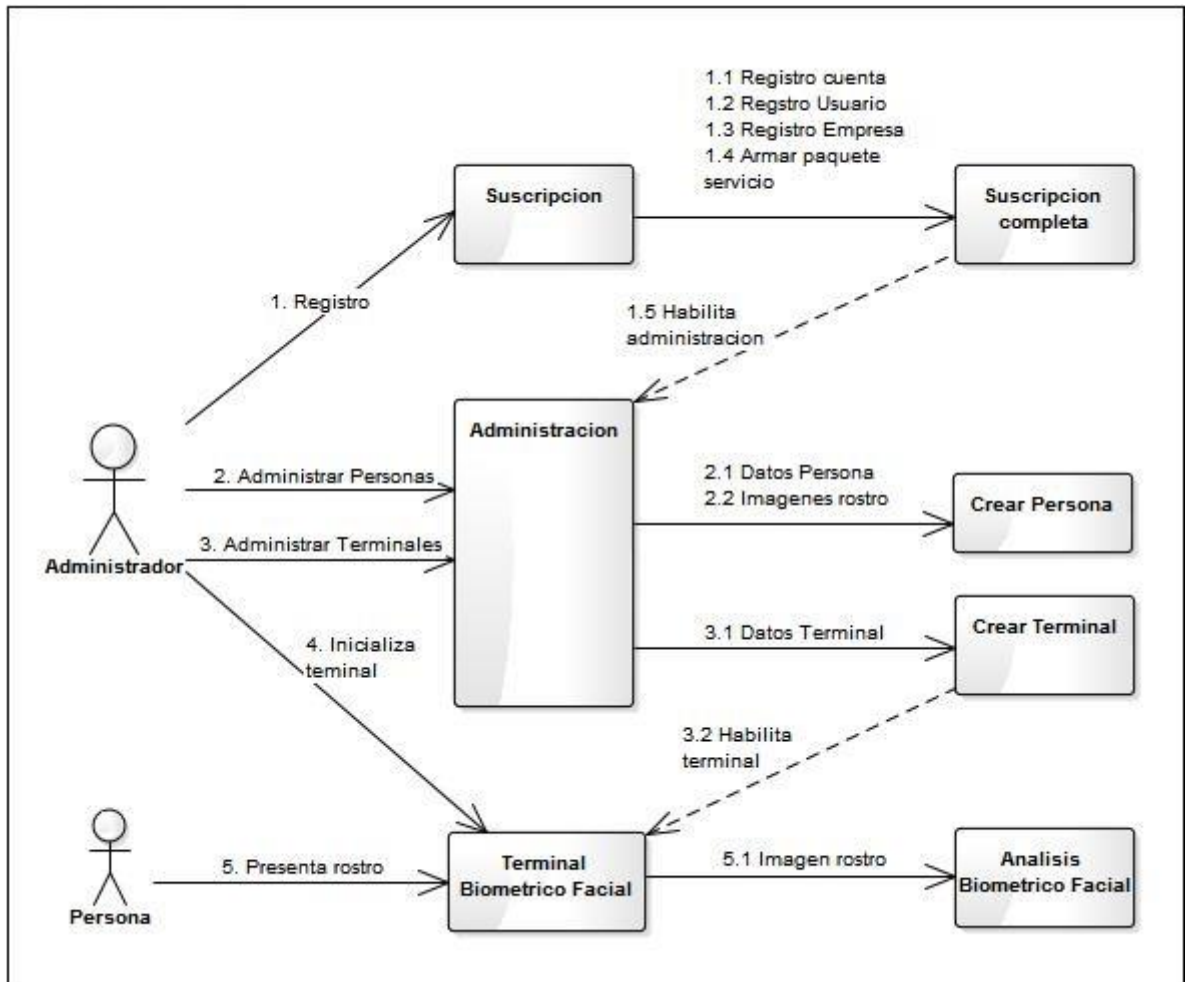 1.1 Registro cuenta
1.2 Regstro Usuario
1.3 Registro Empresa
1.4 Armar paquete
servicio
Suscripcion
Suscripcion
completa
1. Registro
1.5 Habilita
administracion
Administracion
2. Administrar Personas
2.1 Datos Persona
2.2 Imagenes rostro
Crear Persona
3. Administrar Terminales
Administrador
3.1 Datos Terminal
Crear Terminal
4. Inicializa
teminal
3.2 Habilita
terminal
5. Presenta rostro
Terminal
Biometrico Facial
5.1 Imagen rostro
Analisis
Biometrico Facial
Persona